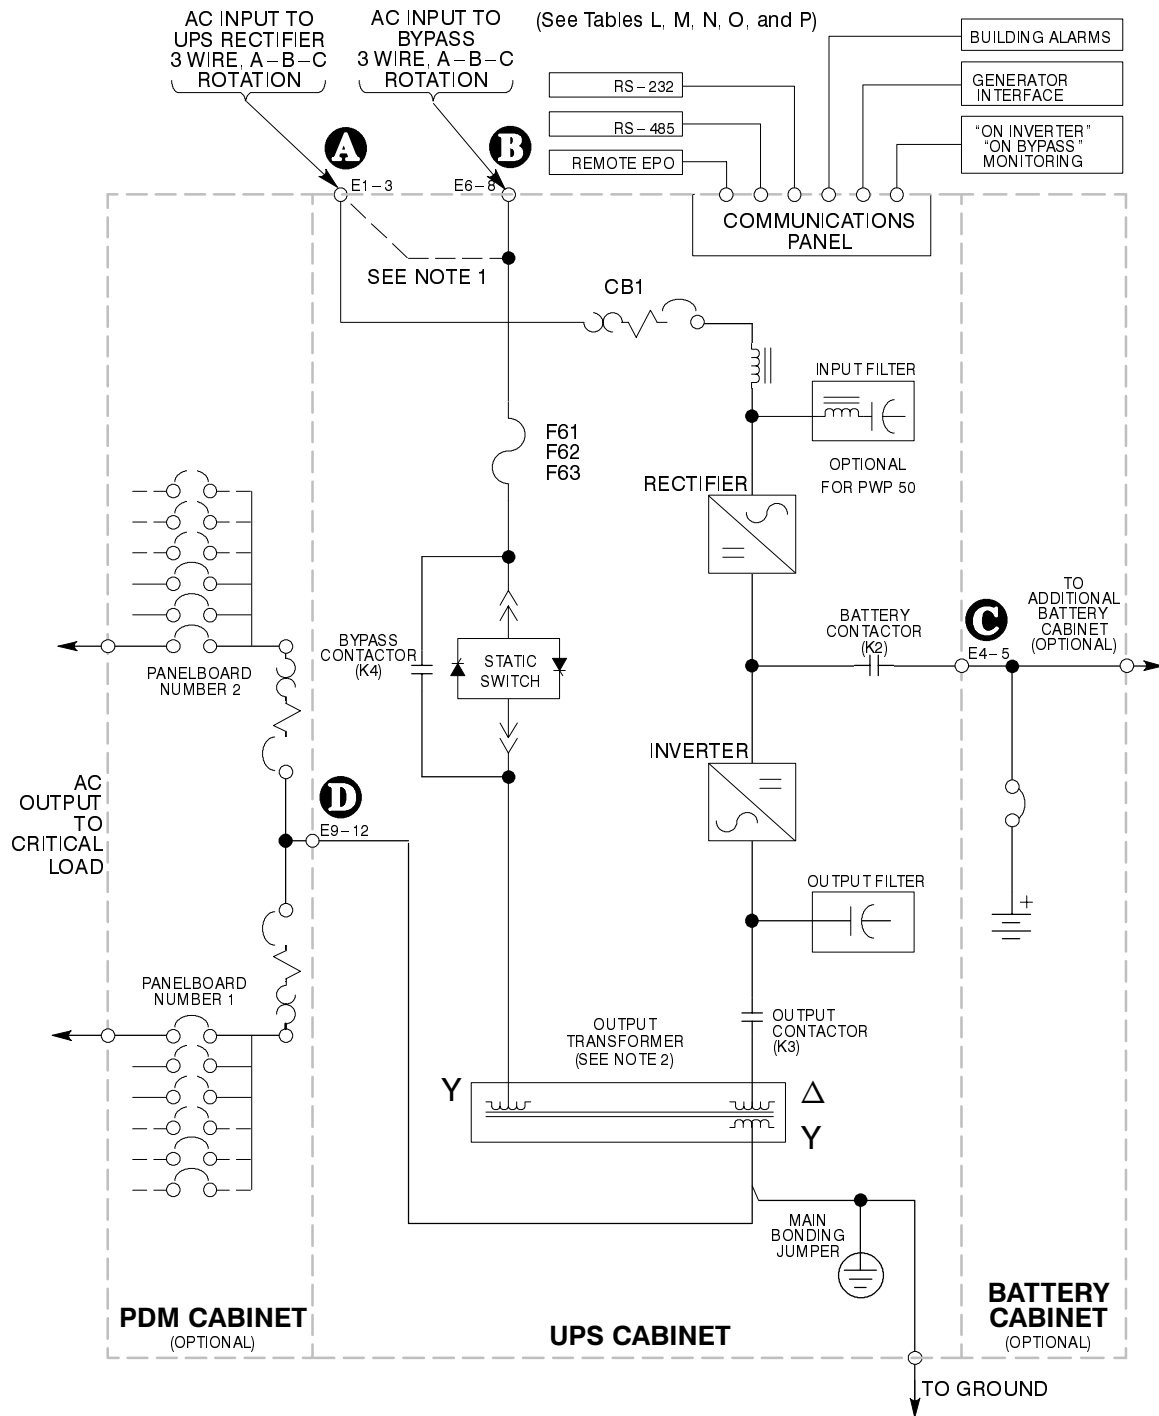 AC INPUT TO
UPS RECTIFIER
3 WIRE, A–B–C
ROTATION
AC INPUT TO
BYPASS
3 WIRE, A–B–C
ROTATION
(See Tables L, M, N, O, and P)
RS–232
RS–485
REMOTE EPO
BUILDING ALARMS
GENERATOR
INTERFACE
“ON INVERTER”
“ON BYPASS”
MONITORING
A
B
E1–3
E6–8
COMMUNICATIONS
PANEL
SEE NOTE 1
CB1
INPUT FILTER
OPTIONAL
FOR PWP 50
F61
F62
F63
RECTIFIER
BYPASS
CONTACTOR
(K4)
STATIC
SWITCH
BATTERY
CONTACTOR
(K2)
C
E4–5
TO
ADDITIONAL
BATTERY
CABINET
(OPTIONAL)
PANELBOARD
NUMBER 2
INVERTER
AC
OUTPUT
TO
CRITICAL
LOAD
D
E9–12
OUTPUT FILTER
+
PANELBOARD
NUMBER 1
OUTPUT
TRANSFORMER
(SEE NOTE 2)
OUTPUT
CONTACTOR
(K3)
Y
Δ
Y
MAIN
BONDING
JUMPER
PDM CABINET
(OPTIONAL)
UPS CABINET
BATTERY
CABINET
(OPTIONAL)
TO GROUND